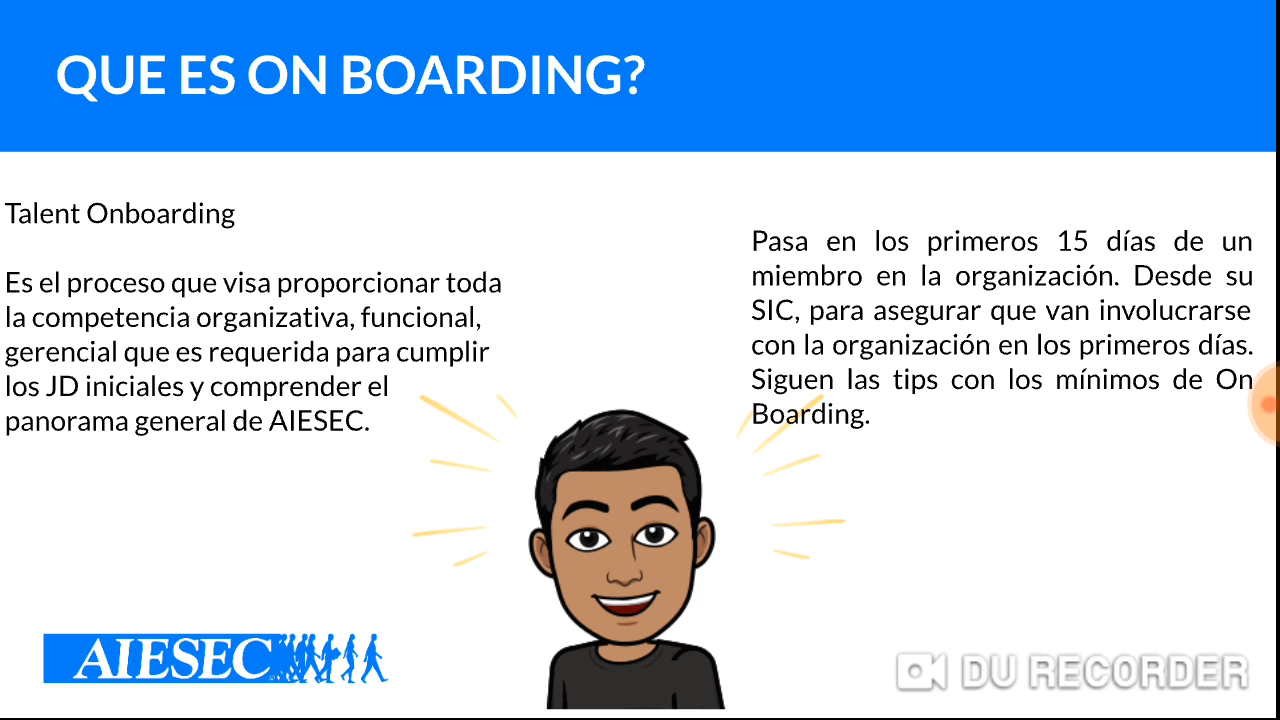 QUE ES ON BOARDING?
Talent Onboarding
Es el proceso que visa proporcionar toda
la competencia organizativa, funcional,
gerencial que es requerida para cumplir
los JD iniciales y comprender el
panorama general de AIESEC.
Pasa en los primeros 15 días de un
miembro en la organización. Desde su
SIC, para asegurar que van involucrarse
con la organización en los primeros días.
Siguen las tips con los mínimos de On
Boarding.
AIESEC
DU RECORDER